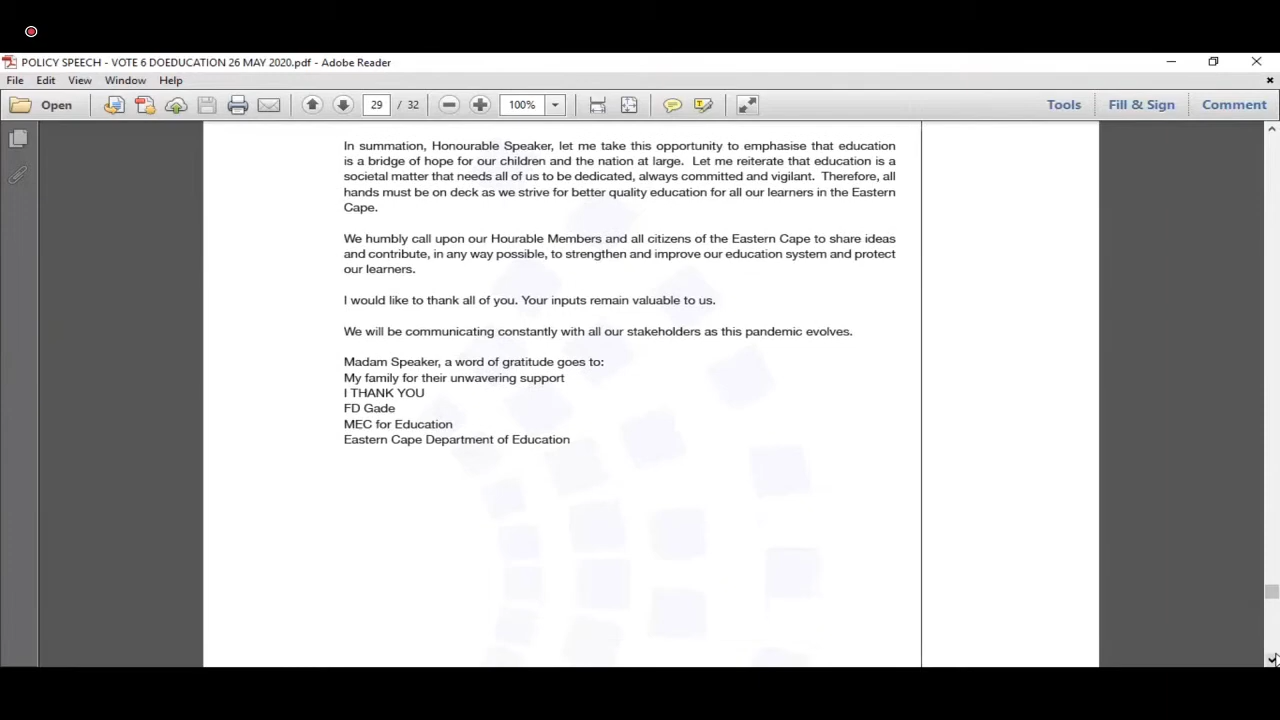 POLICY SPEECH - VOTE 6 DOEDUCATION 26 MAY 2020.pdf - Adobe Reader
File Edit View Window Help
Open 29 / 32 100% Tools Fill & Sign Comment
In summation, Honourable Speaker, let me take this opportunity to emphasise that education
is a bridge of hope for our children and the nation at large. Let me reiterate that education is a
societal matter that needs all of us to be dedicated, always committed and vigilant. Therefore, all
hands must be on deck as we strive for better quality education for all our learners in the Eastern
Cape.
We humbly call upon our Hourable Members and all citizens of the Eastern Cape to share ideas
and contribute, in any way possible, to strengthen and improve our education system and protect
our learners.
I would like to thank all of you. Your inputs remain valuable to us.
We will be communicating constantly with all our stakeholders as this pandemic evolves.
Madam Speaker, a word of gratitude goes to:
My family for their unwavering support
I THANK YOU
FD Gade
MEC for Education
Eastern Cape Department of Education